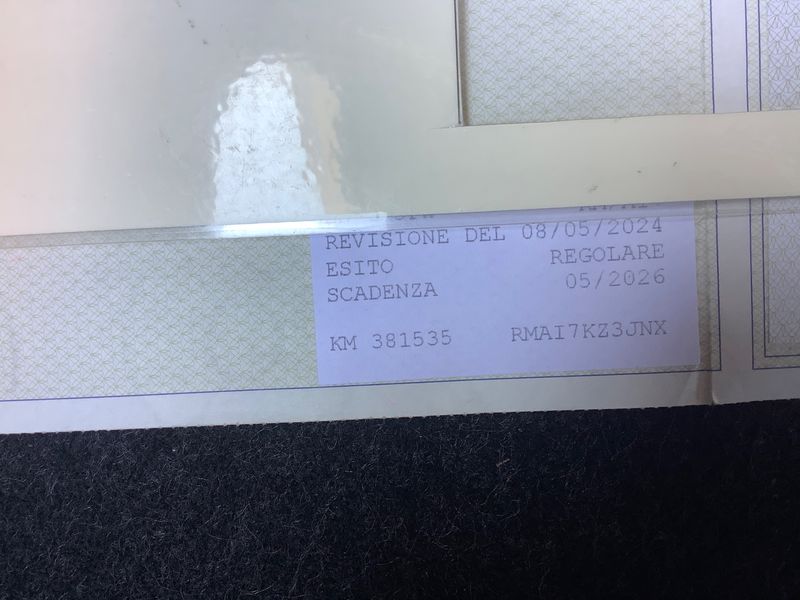 REVISIONE DEL 08/05/2024
ESITO REGOLARE
SCADENZA 05/2026
KM 381535 RMAI7KZ3JNX